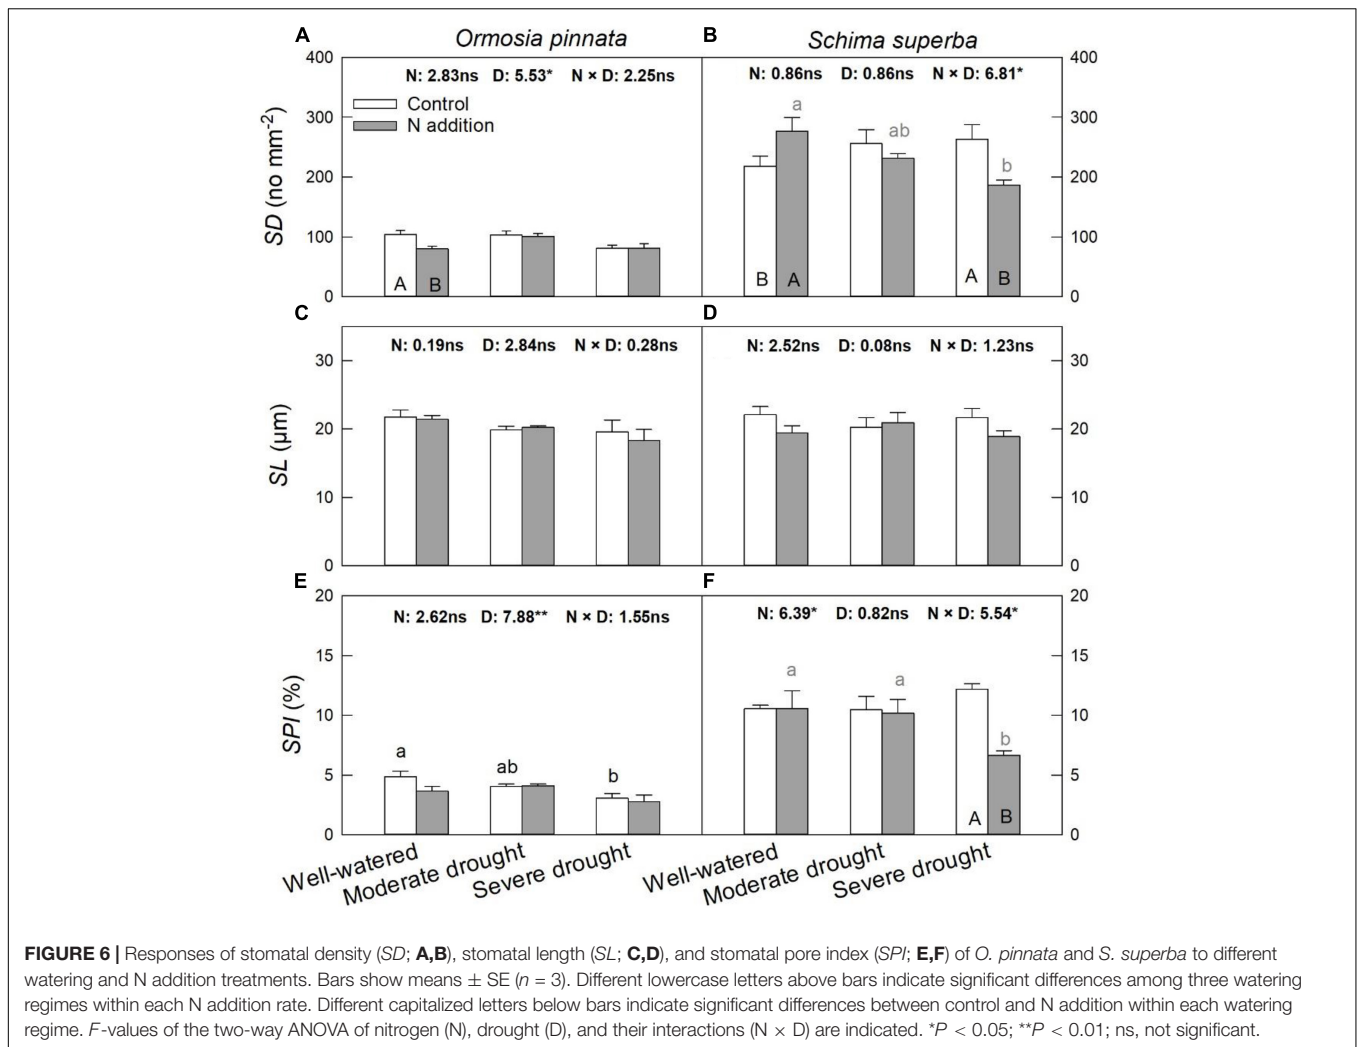 A Ormosia pinnata B Schima superba
400 400
N: 2.83ns D: 5.53* N × D: 2.25ns N: 0.86ns D: 0.86ns N × D: 6.81*
Control a
300 N addition ab 300
b
SD (no mm-2)
200 200
100 100
A B B A A B
0 0
C D
N: 0.19ns D: 2.84ns N × D: 0.28ns N: 2.52ns D: 0.08ns N × D: 1.23ns
30 30
SL (µm)
20 20
10 10
0 0
E F
20 20
N: 2.62ns D: 7.88** N × D: 1.55ns N: 6.39* D: 0.82ns N × D: 5.54*
15 15
a a
SPI (%)
10 10
a ab b b
5 5
A B
0 0
Well-watered Moderate drought Severe drought Well-watered Moderate drought Severe drought
FIGURE 6 | Responses of stomatal density (SD; A,B), stomatal length (SL; C,D), and stomatal pore index (SPI; E,F) of O. pinnata and S. superba to different
watering and N addition treatments. Bars show means ± SE (n = 3). Different lowercase letters above bars indicate significant differences among three watering
regimes within each N addition rate. Different capitalized letters below bars indicate significant differences between control and N addition within each watering
regime. F-values of the two-way ANOVA of nitrogen (N), drought (D), and their interactions (N × D) are indicated. *P < 0.05; **P < 0.01; ns, not significant.